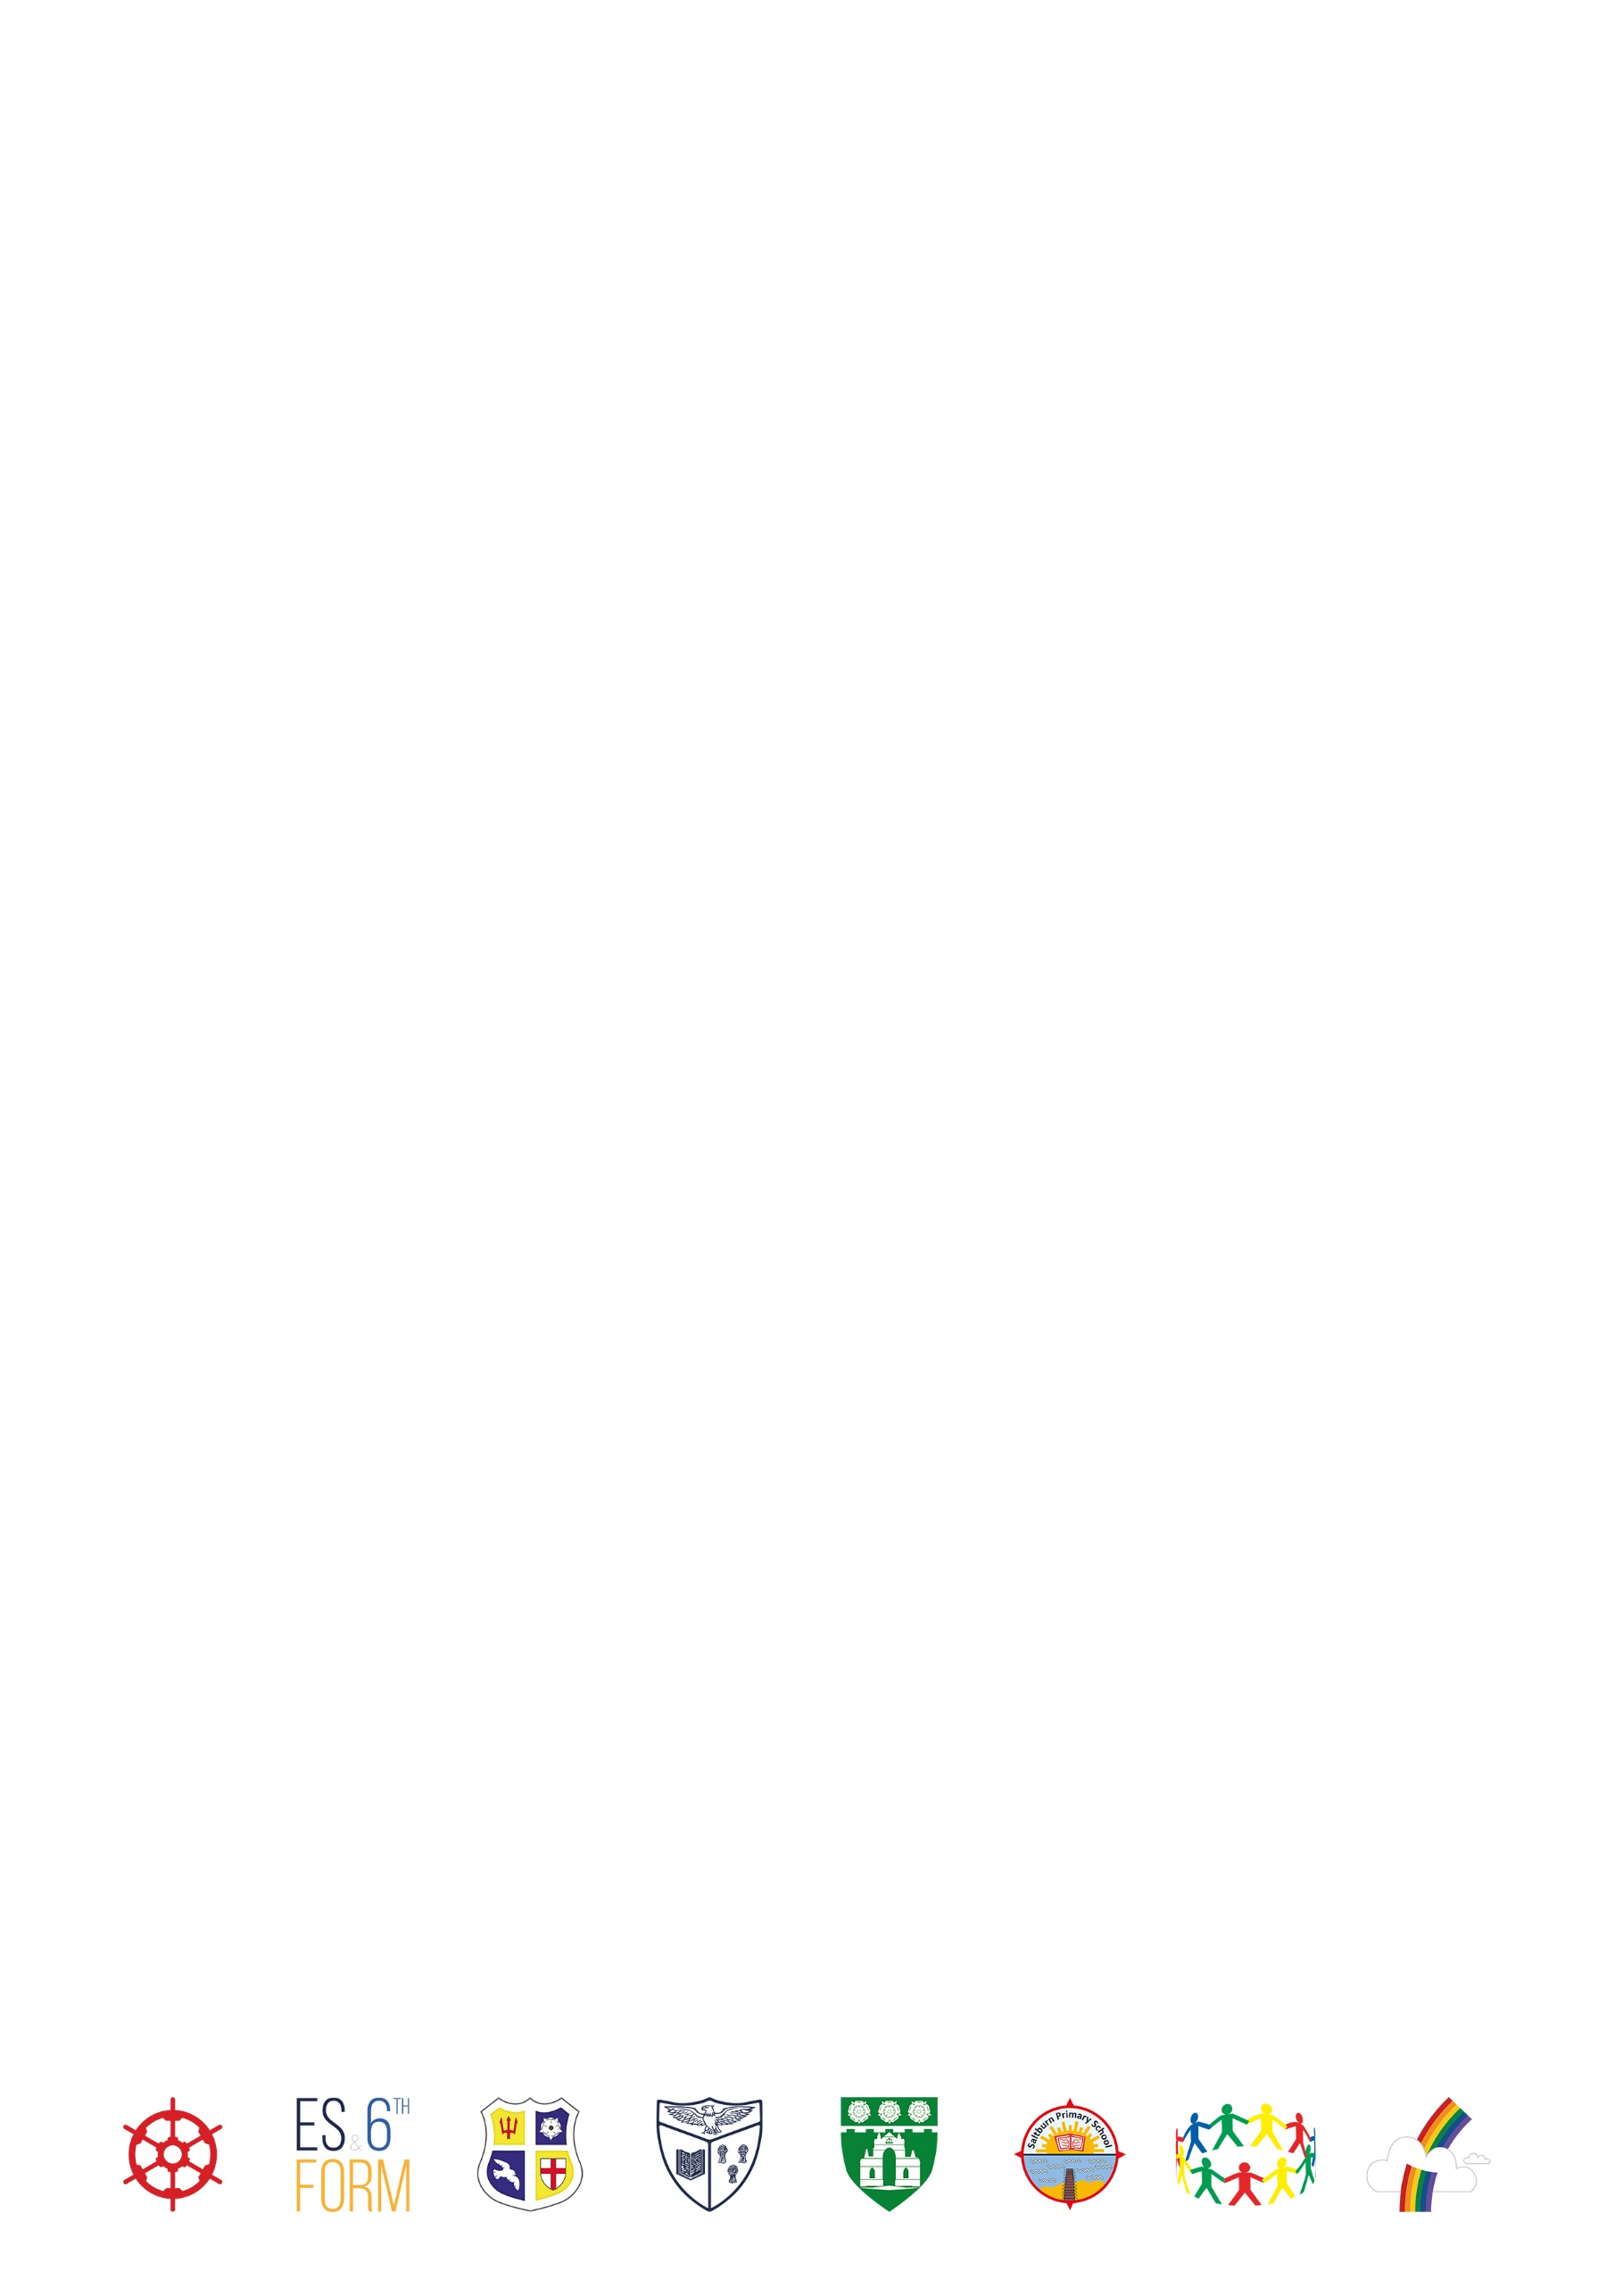 ES & 6TH
FORM
Saltburn Primary School